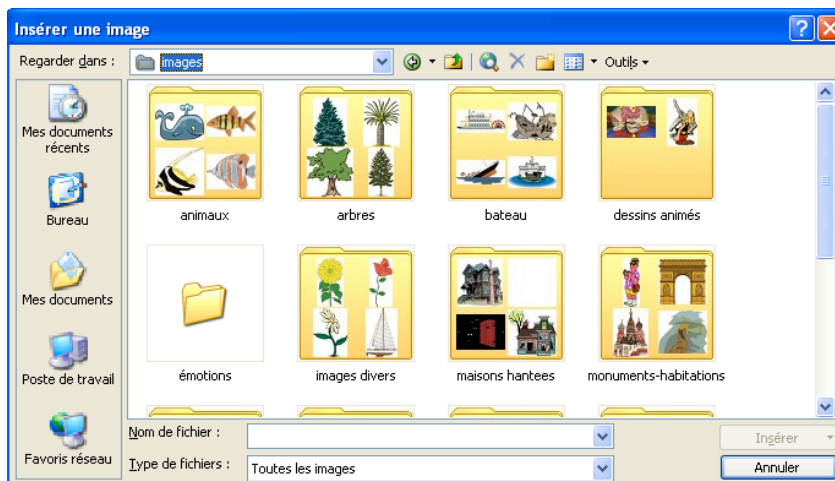 Insérer une image
Regarder dans :
images
Outils
Mes documents
récents
Bureau
Mes documents
Poste de travail
Favoris réseau
animaux
arbres
bateau
dessins animés
émotions
images divers
maisons hantees
monuments-habitations
Nom de fichier :
Insérer
Type de fichiers :
Toutes les images
Annuler